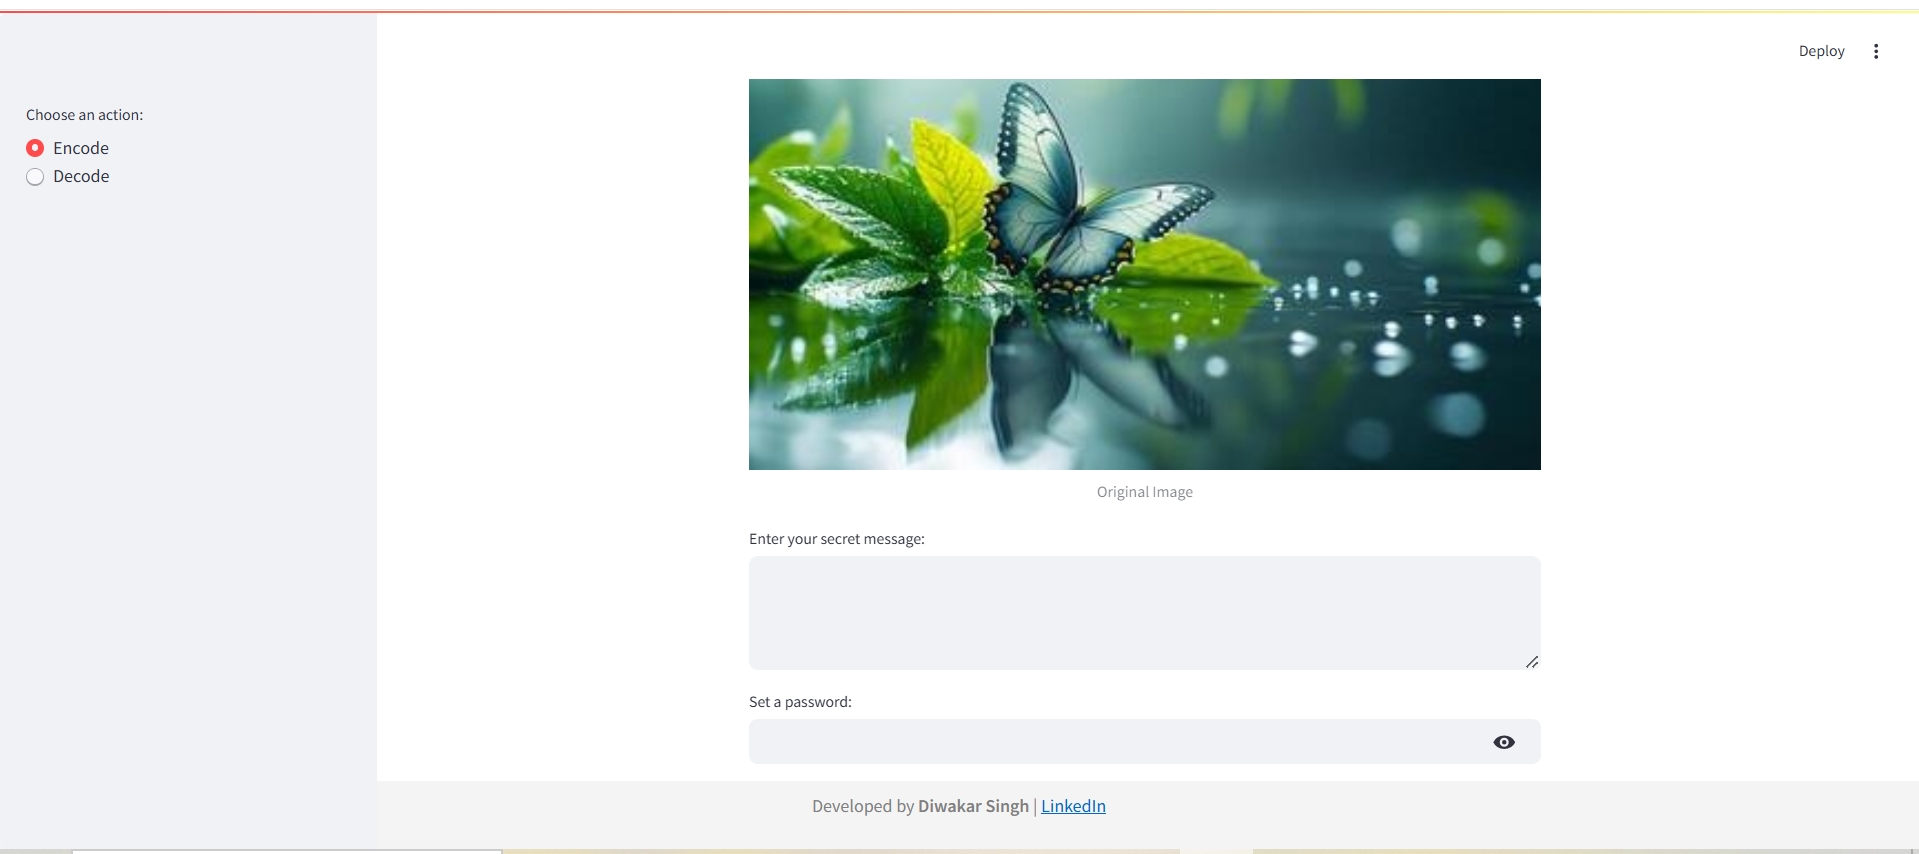 Deploy
Choose an action:
Encode
Decode
Original Image
Enter your secret message:
Set a password:
Developed by Diwakar Singh | LinkedIn